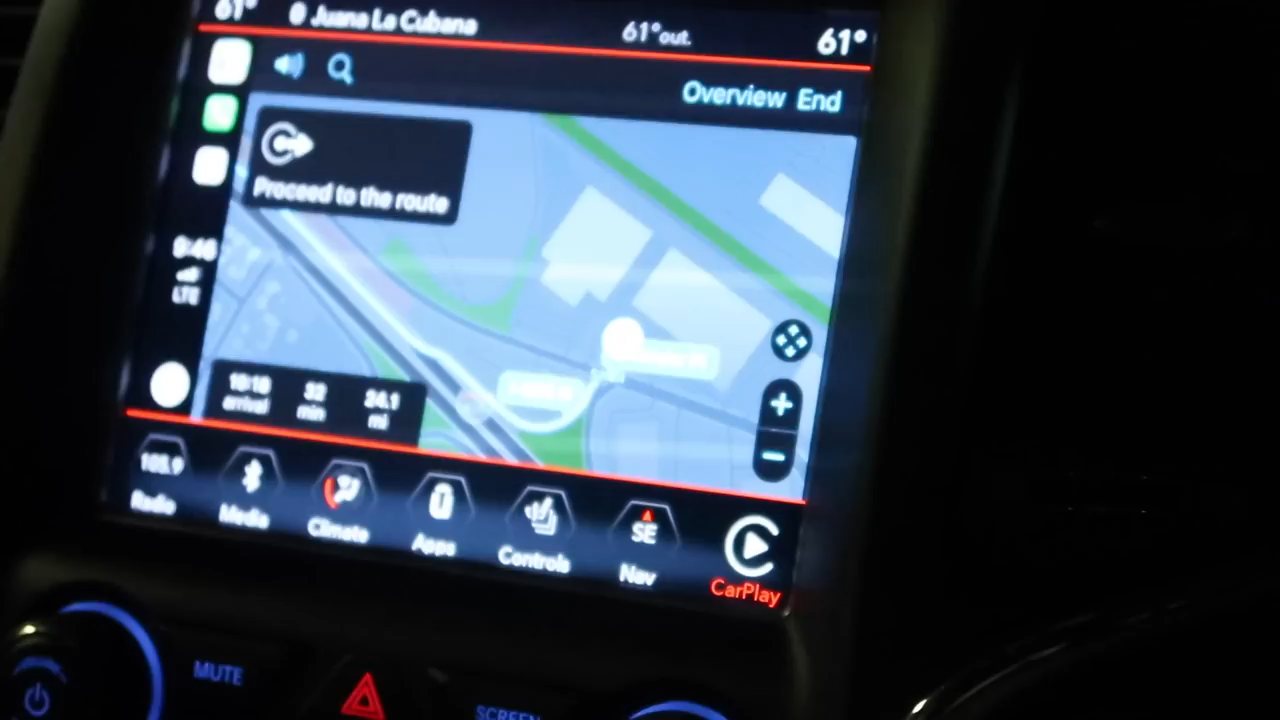 61° Juana La Cubana 61° out. 61°
Overview End
Proceed to the route
9:46
LTE
10:18 32 24.1
arrival min mi
105.9
Radio Media Climate Apps Controls
SE
Nav
CarPlay
MUTE
SCREEN